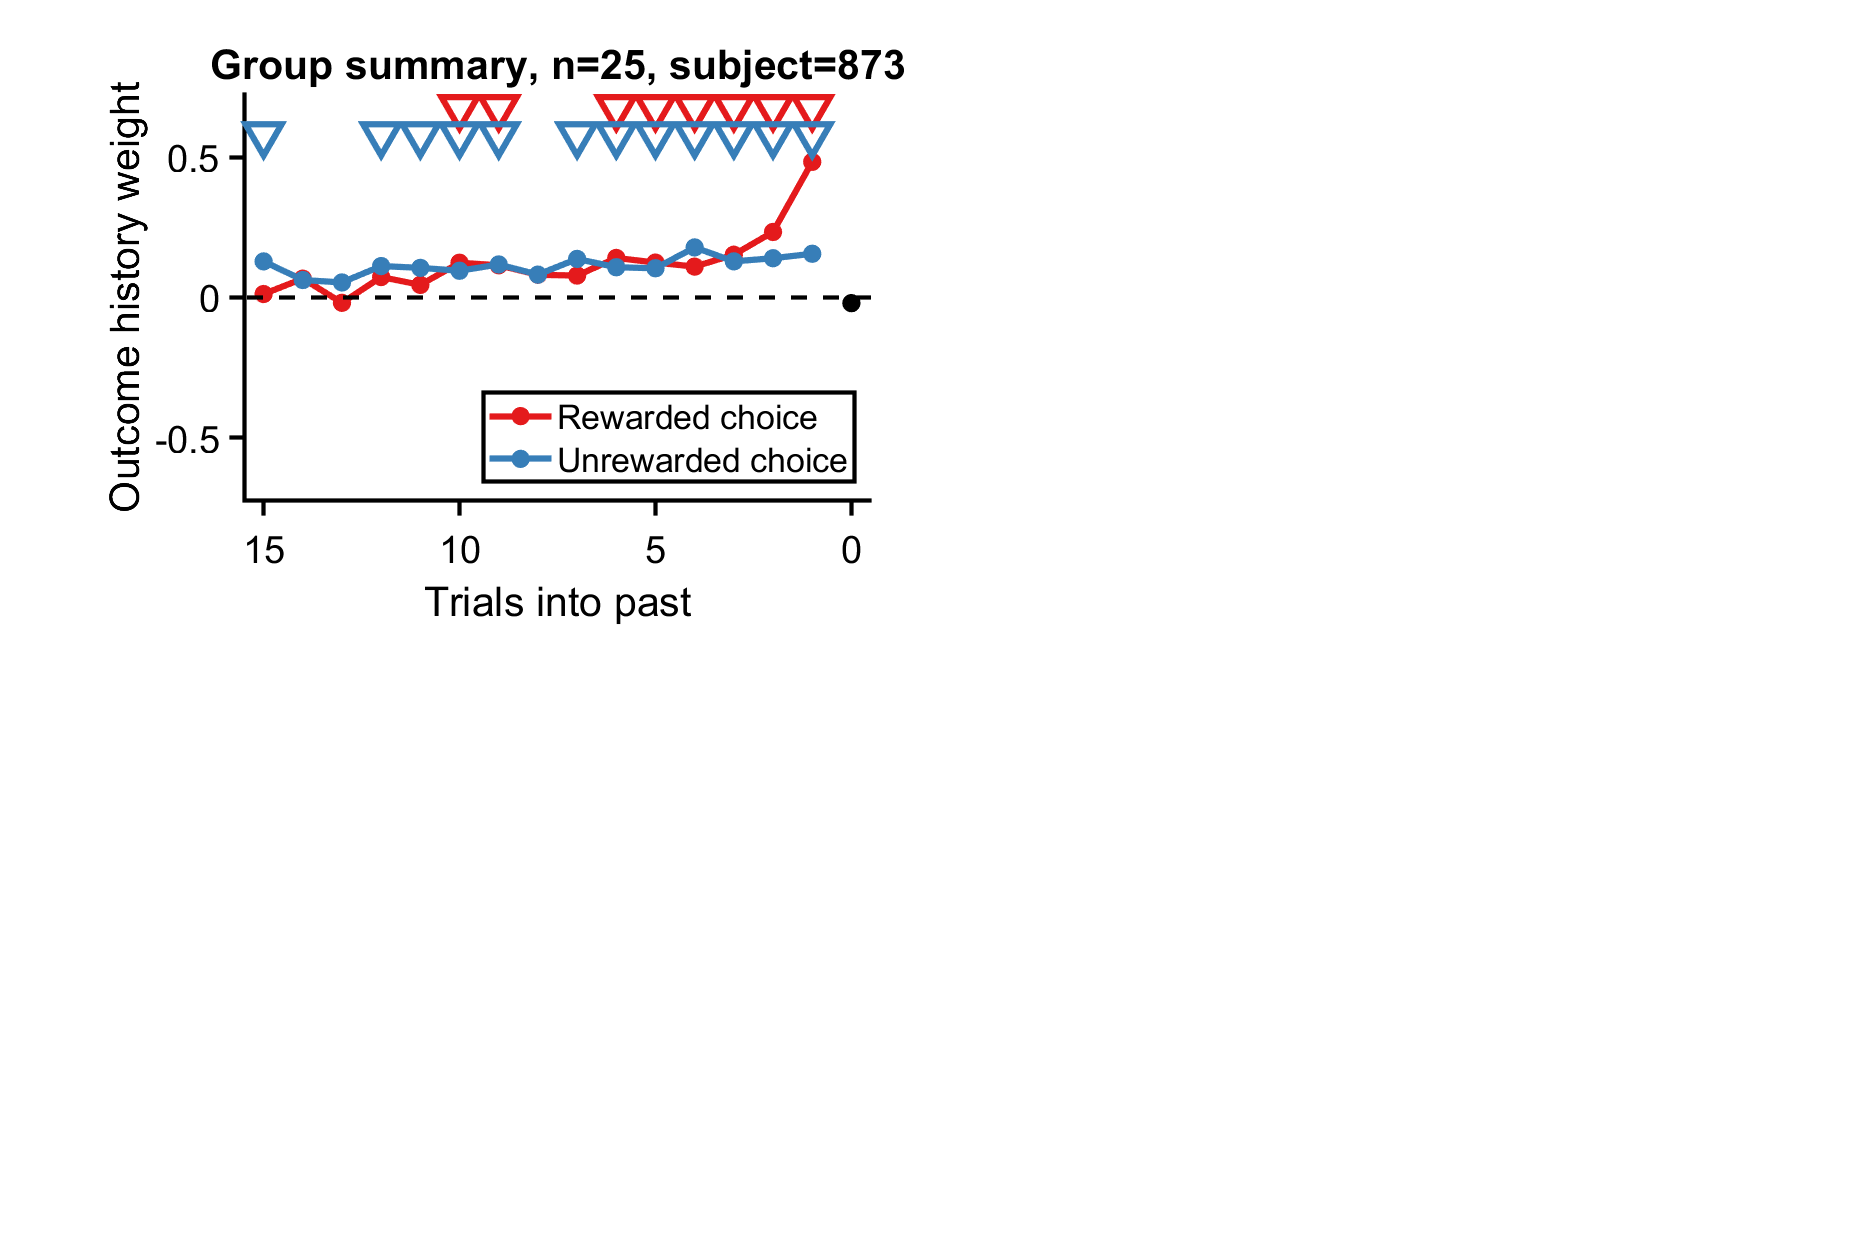 Group summary, n=25, subject=873
Outcome history weight
0.5
0
-0.5
Rewarded choice
Unrewarded choice
15 10 5 0
Trials into past